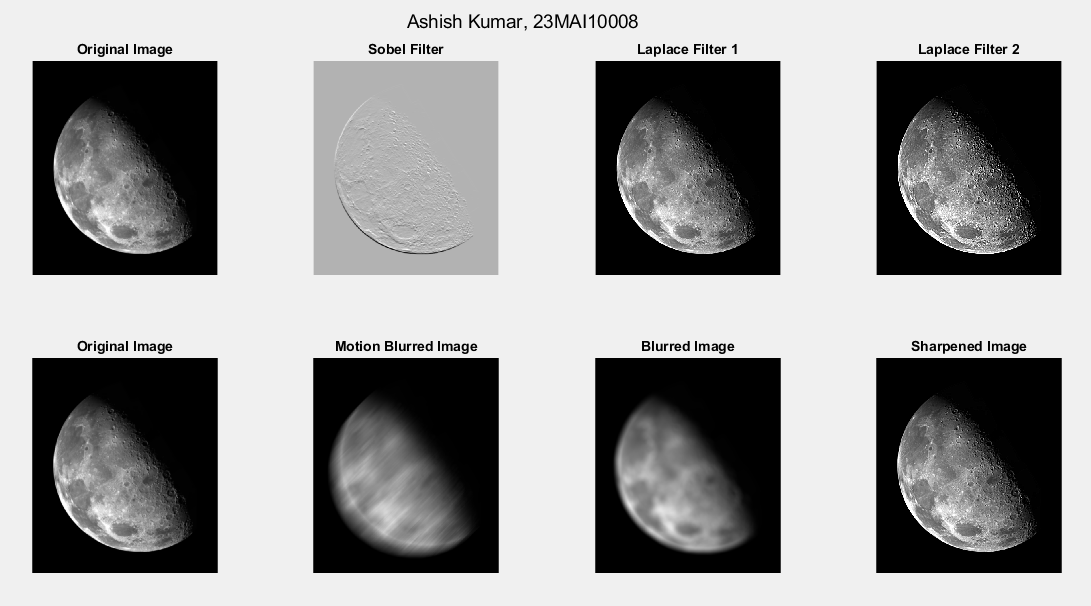 Ashish Kumar, 23MAI10008
Original Image
Sobel Filter
Laplace Filter 1
Laplace Filter 2
Original Image
Motion Blurred Image
Blurred Image
Sharpened Image